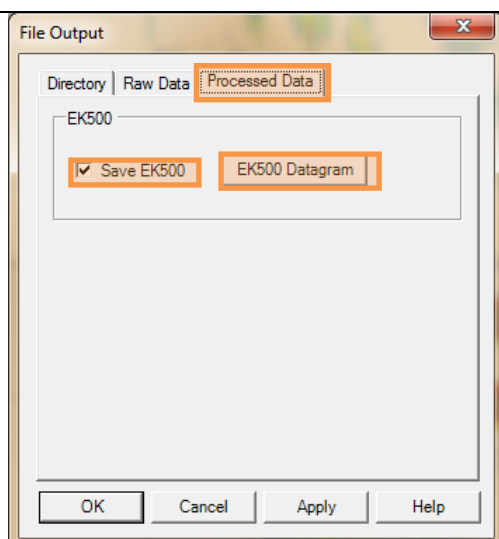 File Output
Directory Raw Data Processed Data
EK500
Save EK500 EK500 Datagram
OK Cancel Apply Help